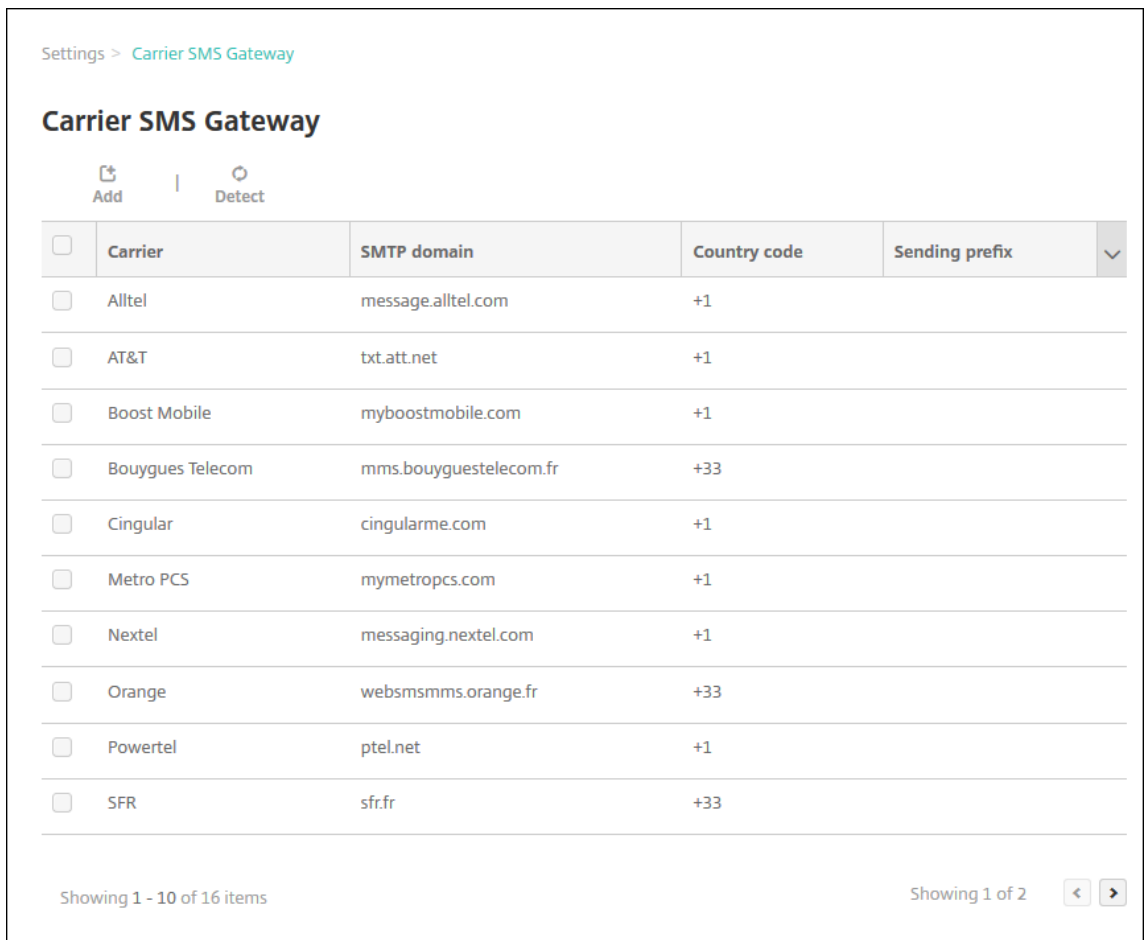 Settings > Carrier SMS Gateway
Carrier SMS Gateway
Add | Detect
Carrier SMTP domain Country code Sending prefix
Alltel message.alltel.com +1
AT&T txt.att.net +1
Boost Mobile myboostmobile.com +1
Bouygues Telecom mms.bouyguestelecom.fr +33
Cingular cingularme.com +1
Metro PCS mymetropcs.com +1
Nextel messaging.nextel.com +1
Orange websmsmms.orange.fr +33
Powertel ptel.net +1
SFR sfr.fr +33
Showing 1 - 10 of 16 items Showing 1 of 2 < >